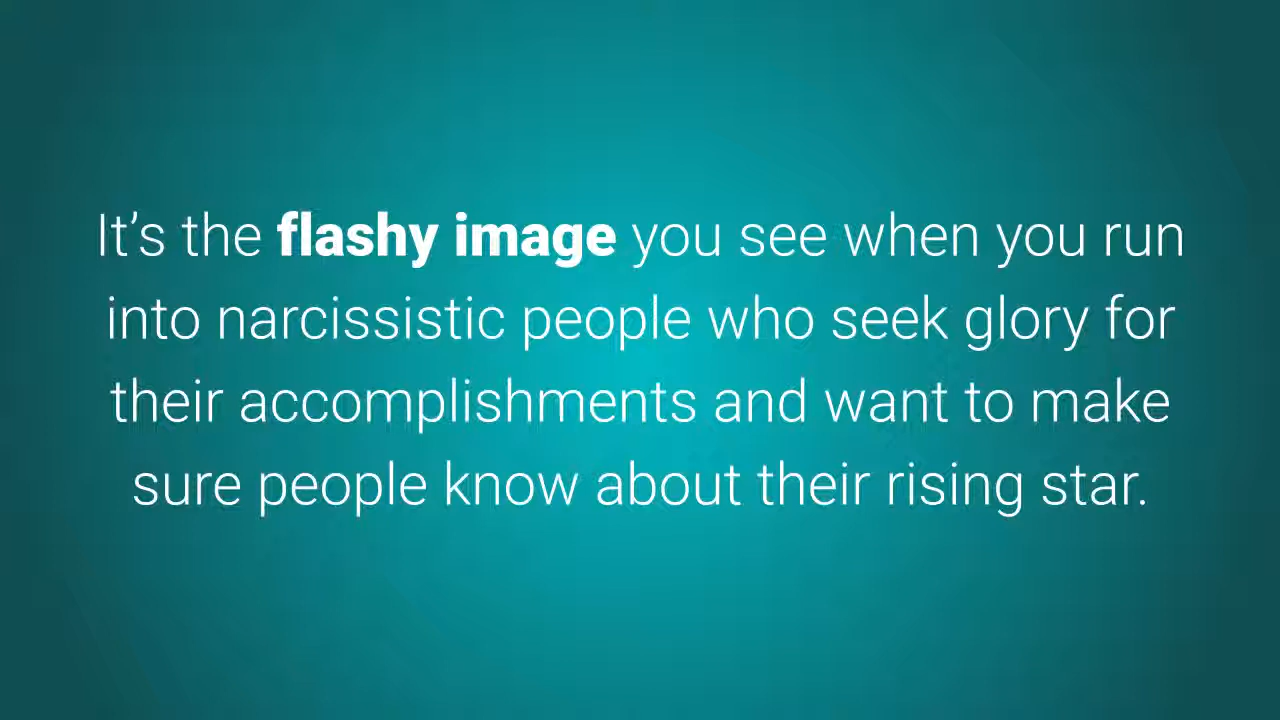 It’s the flashy image you see when you run
into narcissistic people who seek glory for
their accomplishments and want to make
sure people know about their rising star.